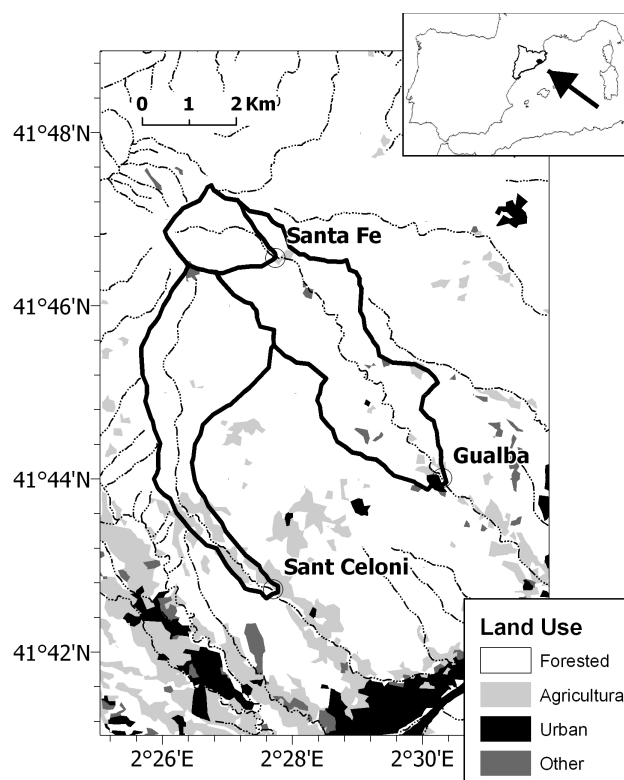 0 1 2 Km
41°48'N
Santa Fe
41°46'N
Gualba
41°44'N
Sant Celoni
41°42'N
2°26'E 2°28'E 2°30'E
Land Use
Forested
Agricultural
Urban
Other